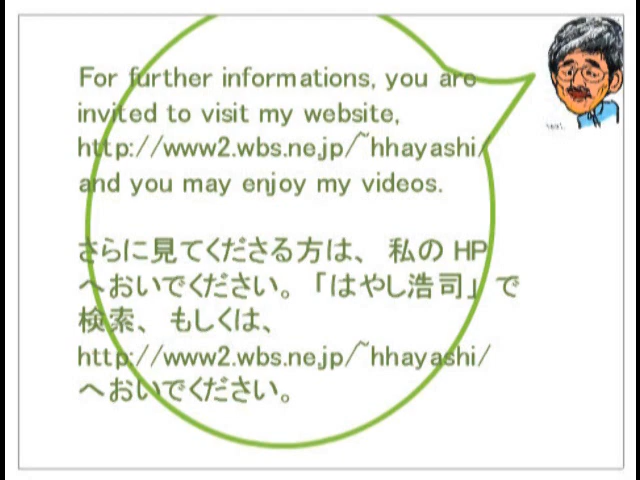 For further informations, you are
invited to visit my website,
http://www2.wbs.ne.jp/~hhayashi/
and you may enjoy my videos.
さらに見てくださる方は、 私の HP
へおいでください。「はやし浩司」で
検索、 もしくは、
http://www2.wbs.ne.jp/~hhayashi/
へおいでください。